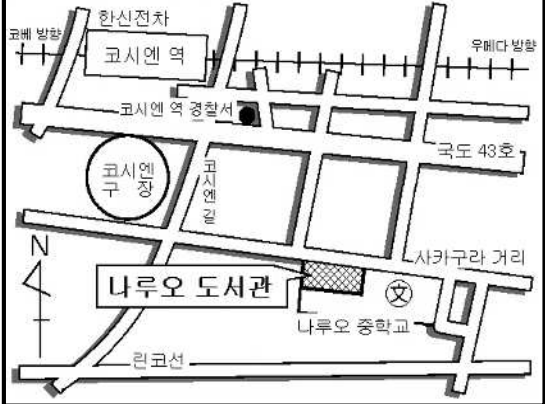 한신전차
코베 방향
코시엔 역
우메다 방향
코시엔 역 경찰서
국도 43호
코시엔
구 장
코시엔 길
사카구라 거리
N
나루오 도서관
文
나루오 중학교
린코선